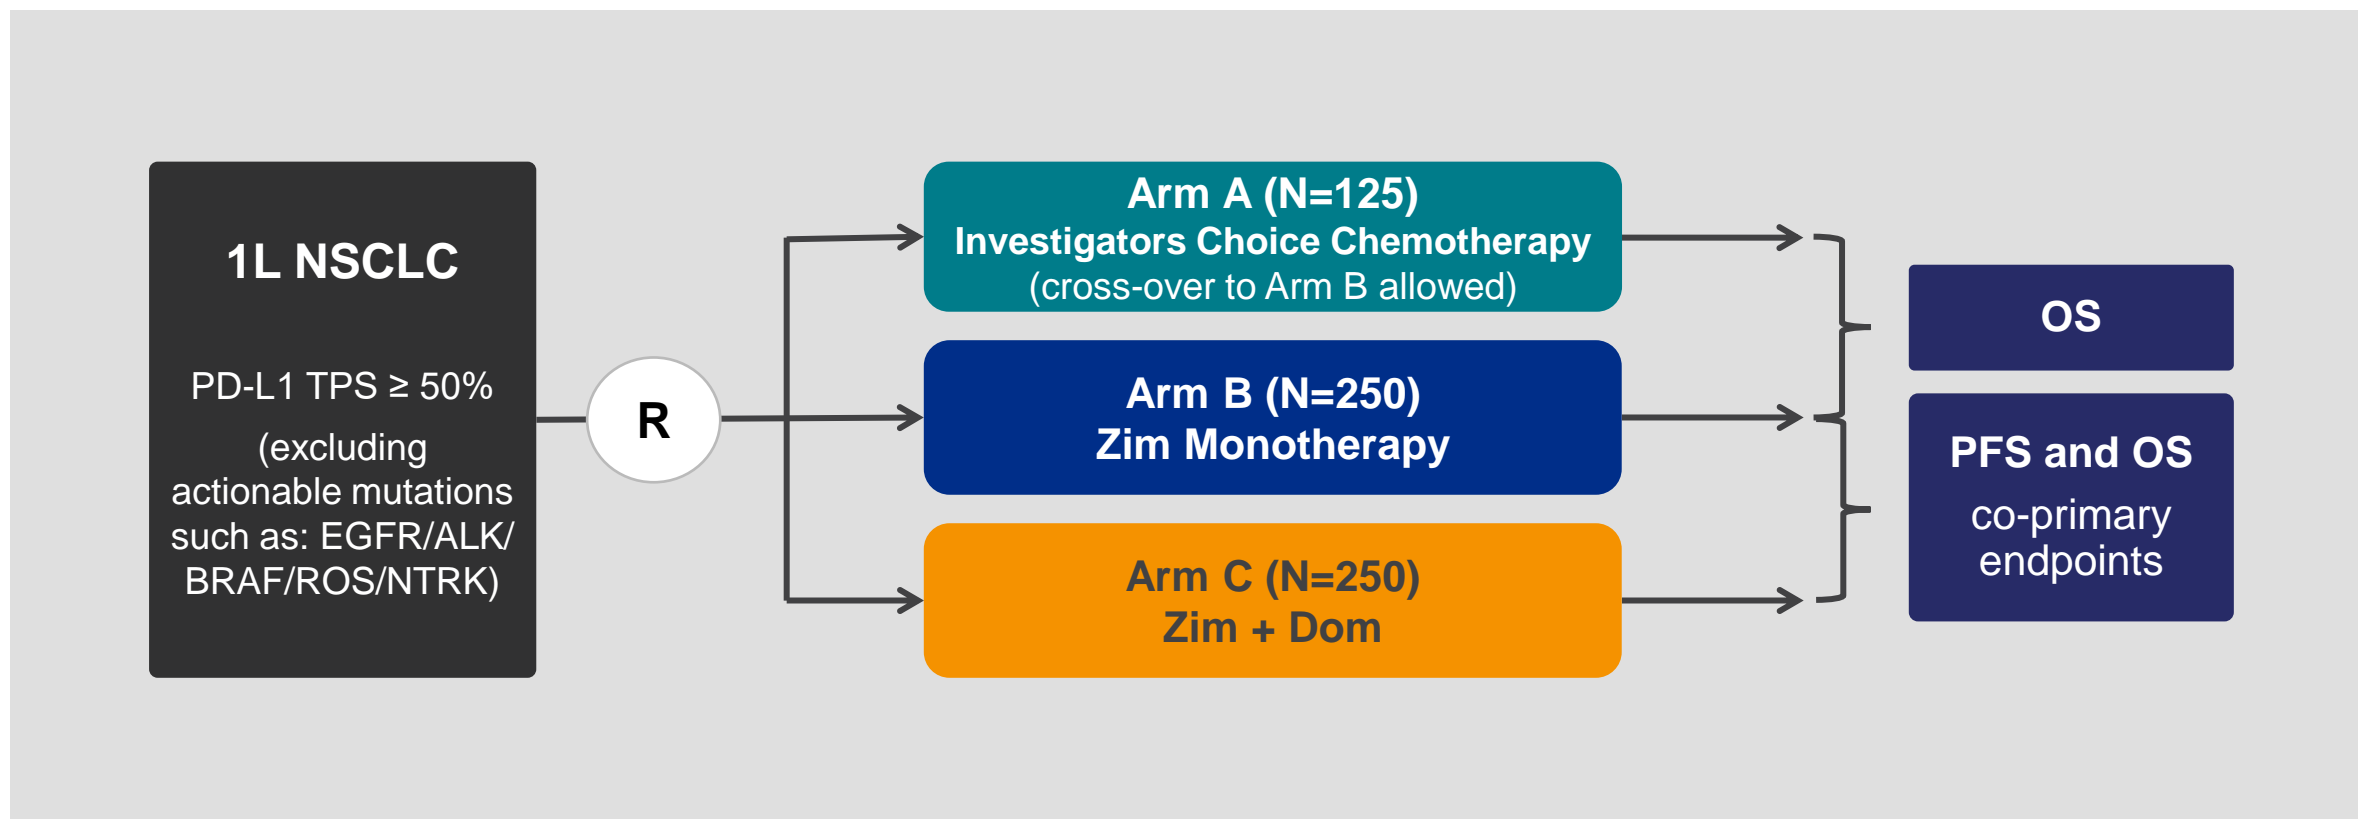 1L NSCLC
PD-L1 TPS ≥ 50%
(excluding
actionable mutations
such as: EGFR/ALK/
BRAF/ROS/NTRK)
R
Arm A (N=125)
Investigators Choice Chemotherapy
(cross-over to Arm B allowed)
Arm B (N=250)
Zim Monotherapy
Arm C (N=250)
Zim + Dom
OS
PFS and OS
co-primary
endpoints